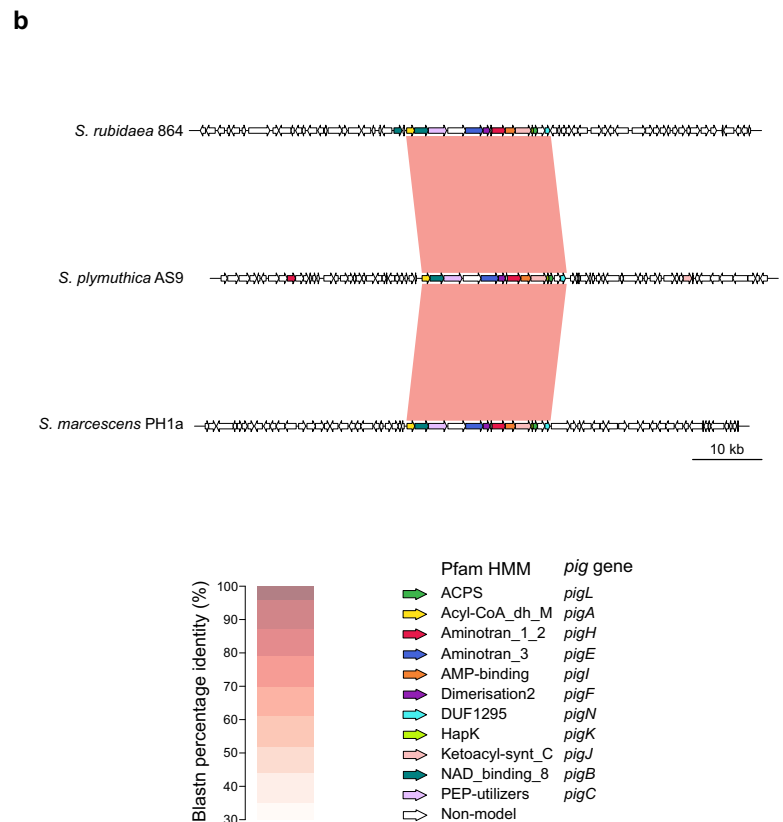 b
S. rubidaea 864
S. plymuthica AS9
S. marcescens PH1a
10 kb
Blastn percentage identity (%)
100
90
80
70
60
50
40
30
Pfam HMM pig gene
ACPS pigL
Acyl-CoA_dh_M pigA
Aminotran_1_2 pigH
Aminotran_3 pigE
AMP-binding pigI
Dimerisation2 pigF
DUF1295 pigN
HapK pigK
Ketoacyl-synt_C pigJ
NAD_binding_8 pigB
PEP-utilizers pigC
Non-model